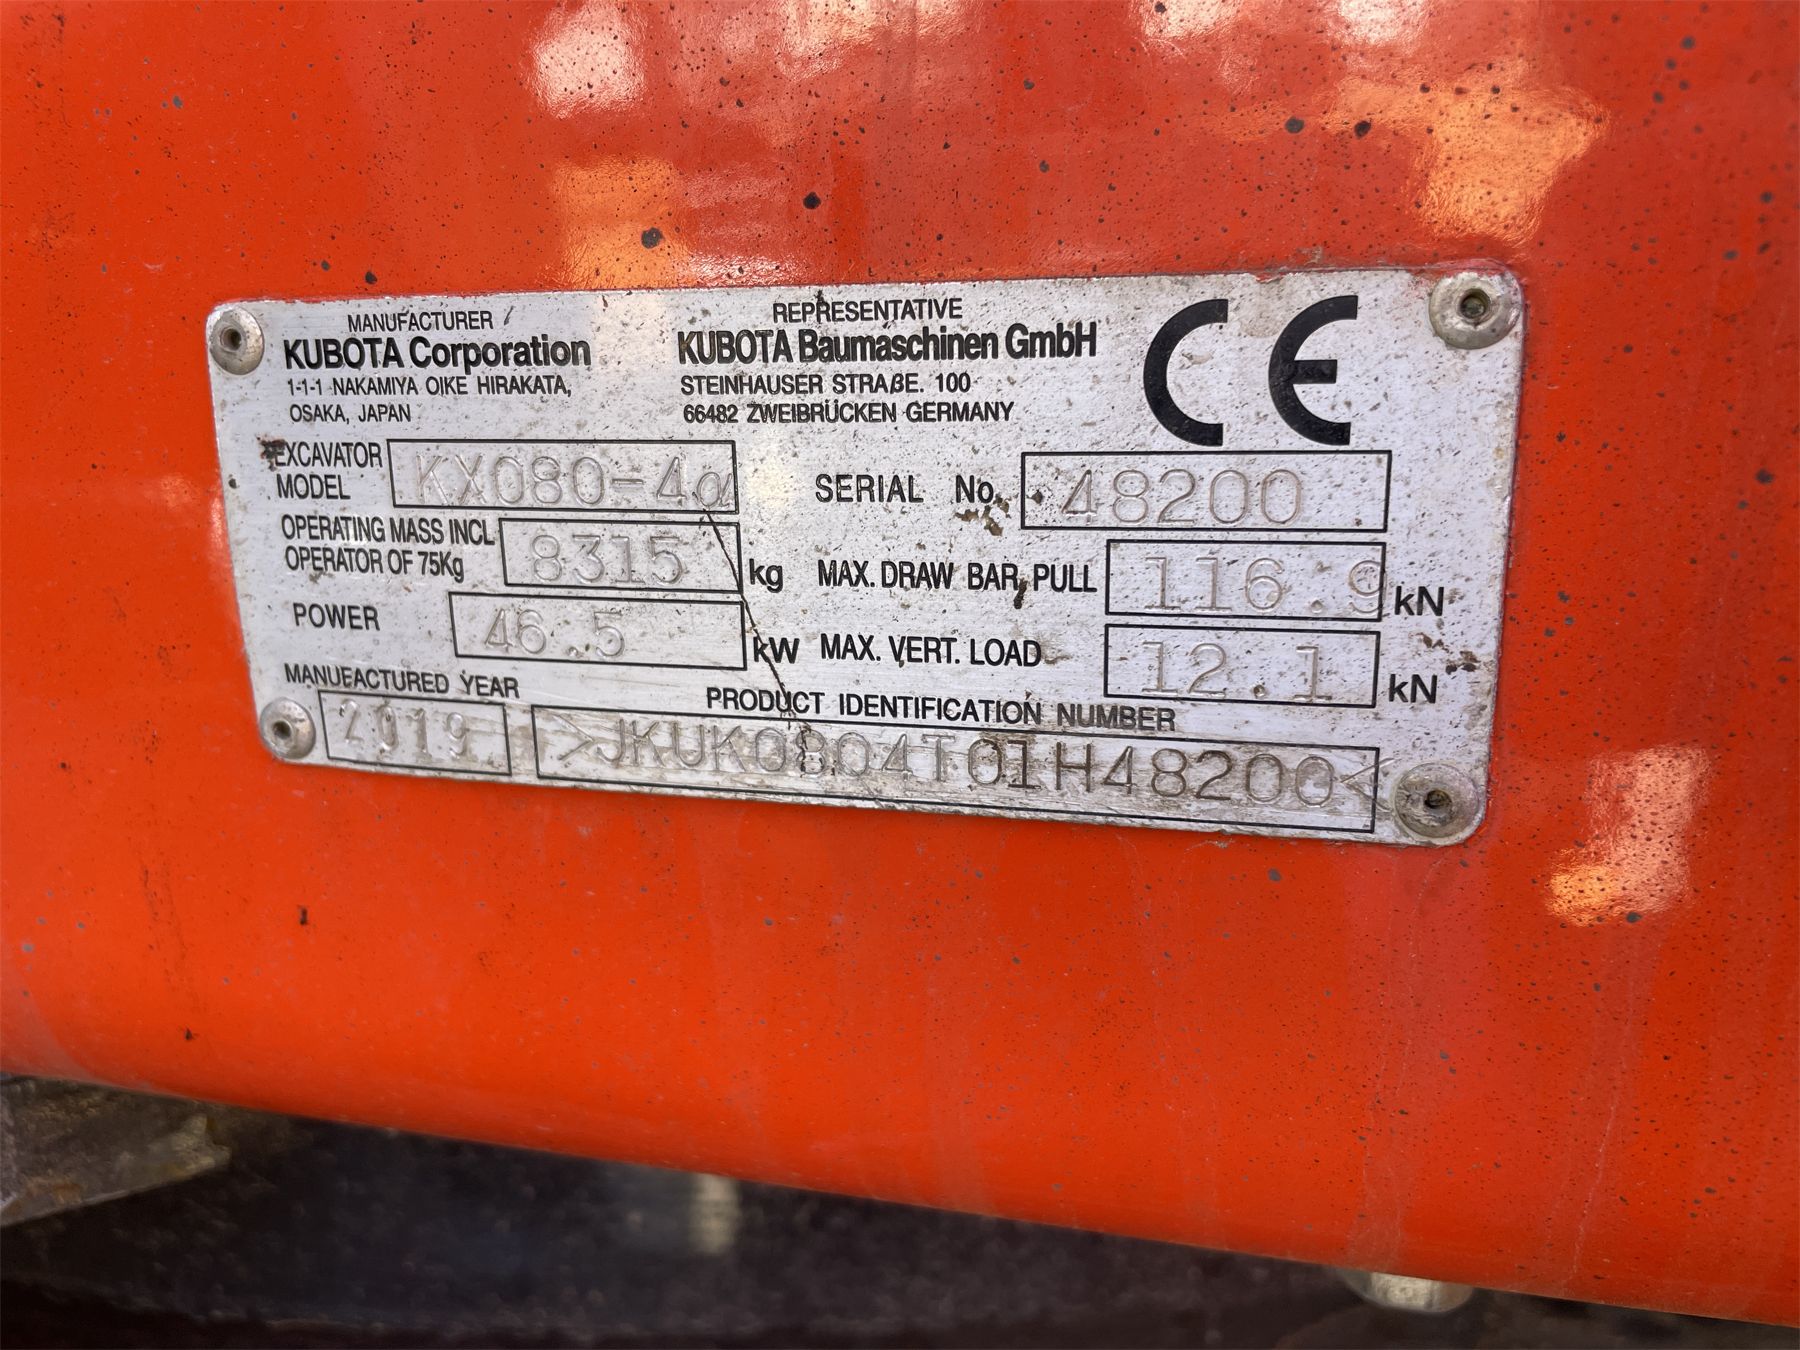 MANUFACTURER
KUBOTA Corporation
1-1-1 NAKAMIYA OIKE HIRAKATA,
OSAKA, JAPAN
REPRESENTATIVE
KUBOTA Baumaschinen GmbH
STEINHAUSER STRAßE. 100
66482 ZWEIBRÜCKEN GERMANY
CE
EXCAVATOR MODEL KX080-4α
SERIAL No. 48200
OPERATING MASS INCL
OPERATOR OF 75Kg 8315 kg
MAX. DRAW BAR PULL 116.9 kN
POWER 46.5 kW
MAX. VERT. LOAD 12.1 kN
MANUFACTURED YEAR
2019
PRODUCT IDENTIFICATION NUMBER
>JKUK0804T01H48200<